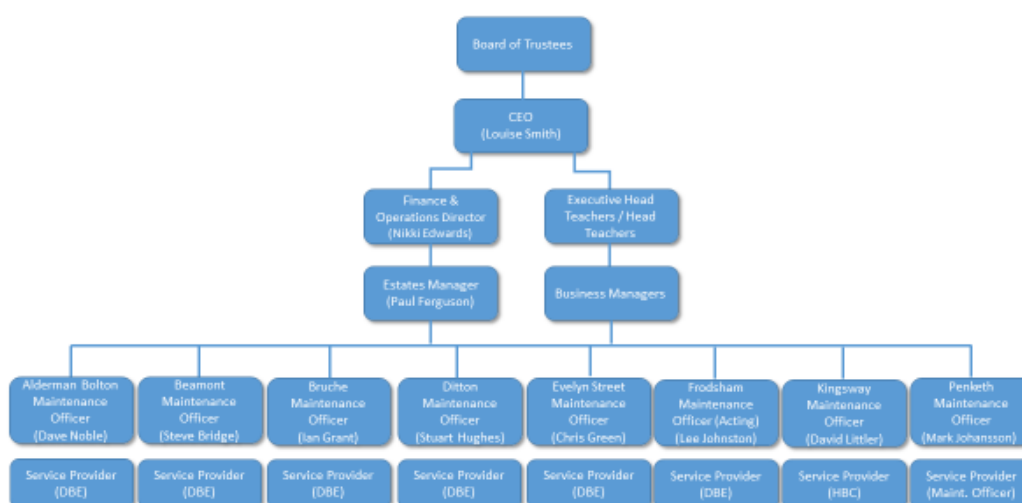 Board of Trustees
CEO
(Louise Smith)
Finance &
Operations Director
(Nikki Edwards)
Executive Head
Teachers / Head
Teachers
Estates Manager
(Paul Ferguson)
Business Managers
Alderman Bolton
Maintenance
Officer
(Dave Noble)
Beamont
Maintenance
Officer
(Steve Bridge)
Bruche
Maintenance
Officer
(Ian Grant)
Ditton
Maintenance
Officer
(Stuart Hughes)
Evelyn Street
Maintenance
Officer
(Chris Green)
Frodsham
Maintenance
Officer (Acting)
(Lee Johnston)
Kingsway
Maintenance
Officer
(David Littler)
Penketh
Maintenance
Officer
(Mark Johansson)
Service Provider
(DBE)
Service Provider
(DBE)
Service Provider
(DBE)
Service Provider
(DBE)
Service Provider
(DBE)
Service Provider
(DBE)
Service Provider
(HBC)
Service Provider
(Maint. Officer)